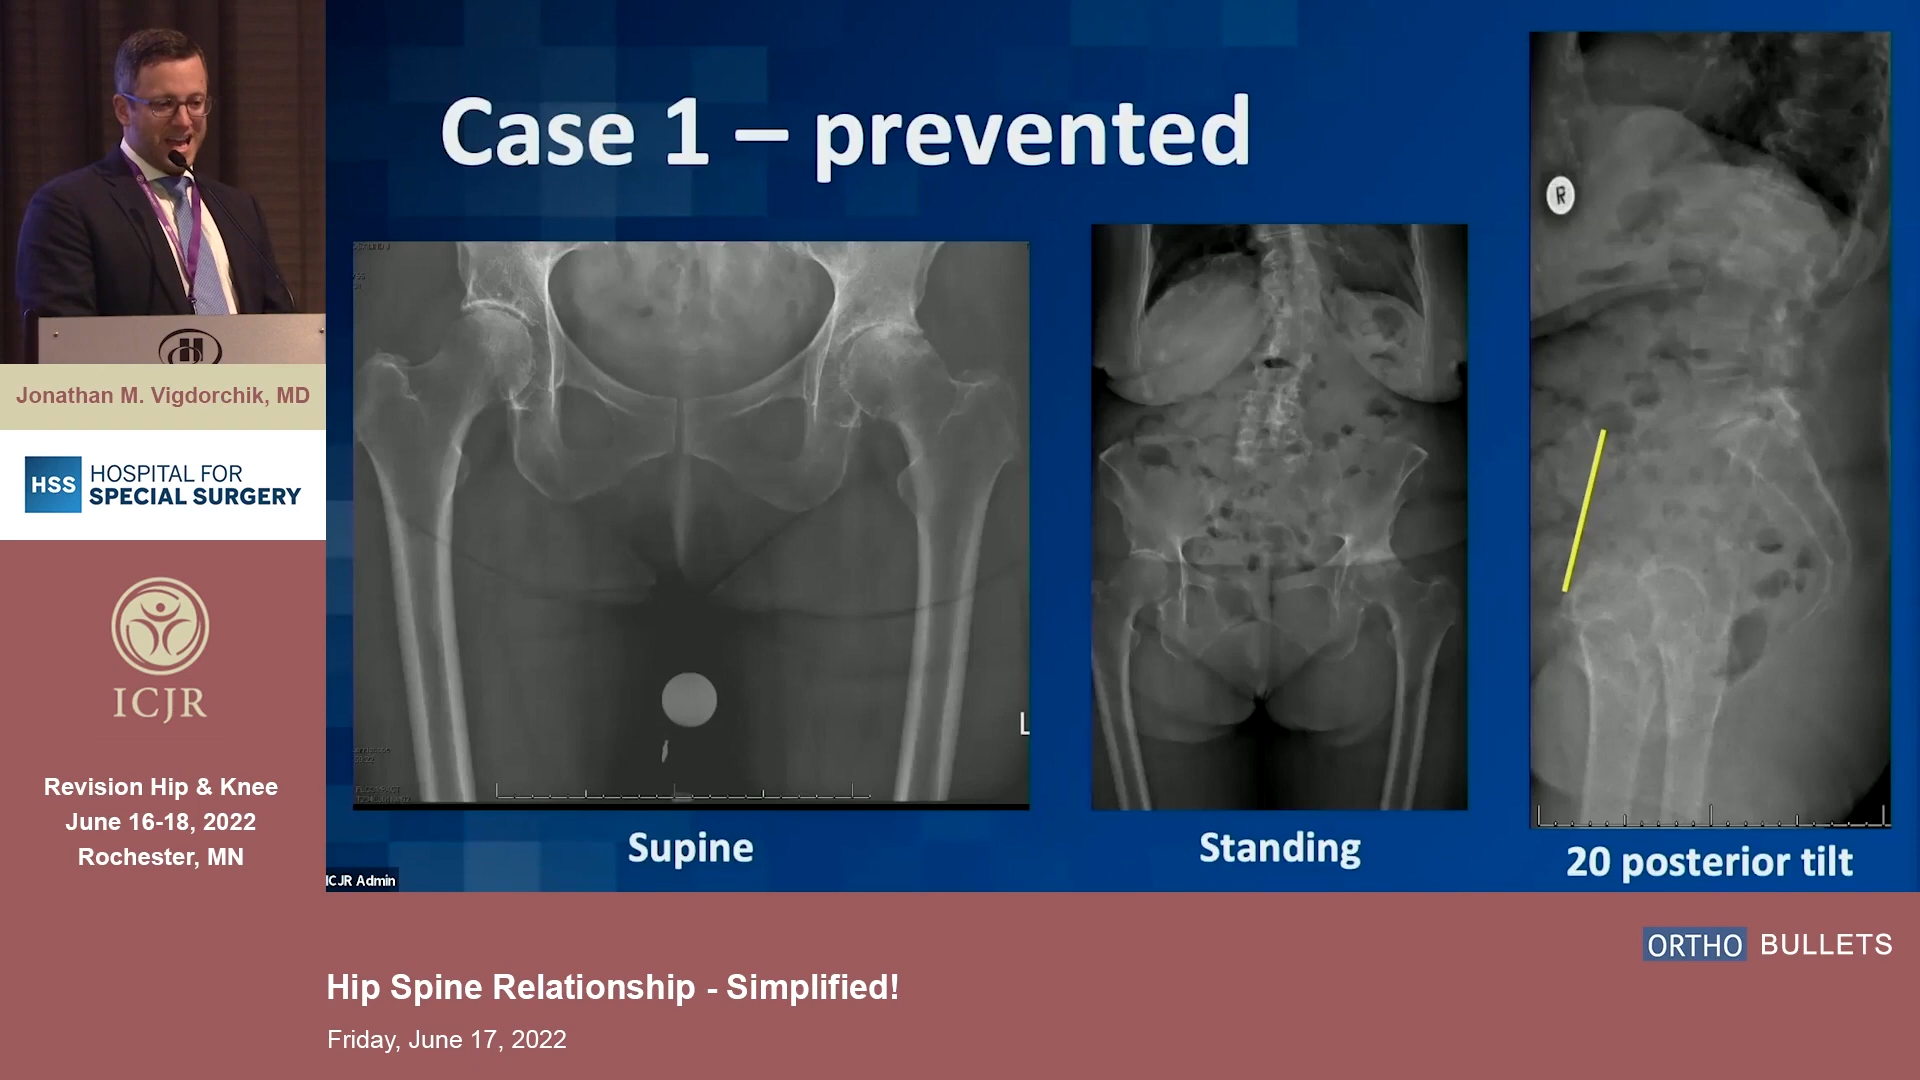 Case 1 – prevented
R
L
Supine
Standing
20 posterior tilt
ICJR Admin
Jonathan M. Vigdorchik, MD
HSS
HOSPITAL FOR
SPECIAL SURGERY
ICJR
Revision Hip & Knee
June 16-18, 2022
Rochester, MN
ORTHO BULLETS
Hip Spine Relationship - Simplified!
Friday, June 17, 2022